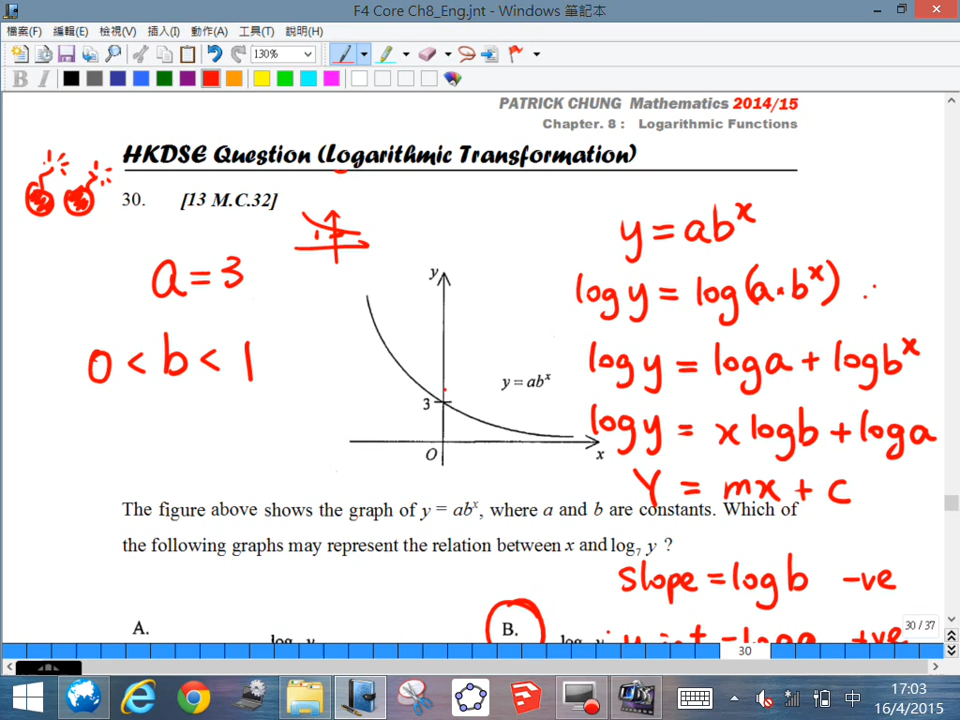 F4 Core Ch8_Eng.jnt - Windows 筆記本
檔案(F) 編輯(E) 檢視(V) 插入(I) 動作(A) 工具(T) 說明(H)
130%
B I
PATRICK CHUNG Mathematics 2014/15
Chapter. 8 : Logarithmic Functions
HKDSE Question (Logarithmic Transformation)
30. [13 M.C.32]
a = 3
0 < b < 1
y
y = ab^x
3
O
x
y = ab^x
log y = log(a · b^x)
log y = log a + log b^x
log y = x log b + log a
Y = mx + c
The figure above shows the graph of y = ab^x, where a and b are constants. Which of
the following graphs may represent the relation between x and log₇ y ?
slope = log b -ve
A.
B.
30 / 37
30
中
17:03
16/4/2015